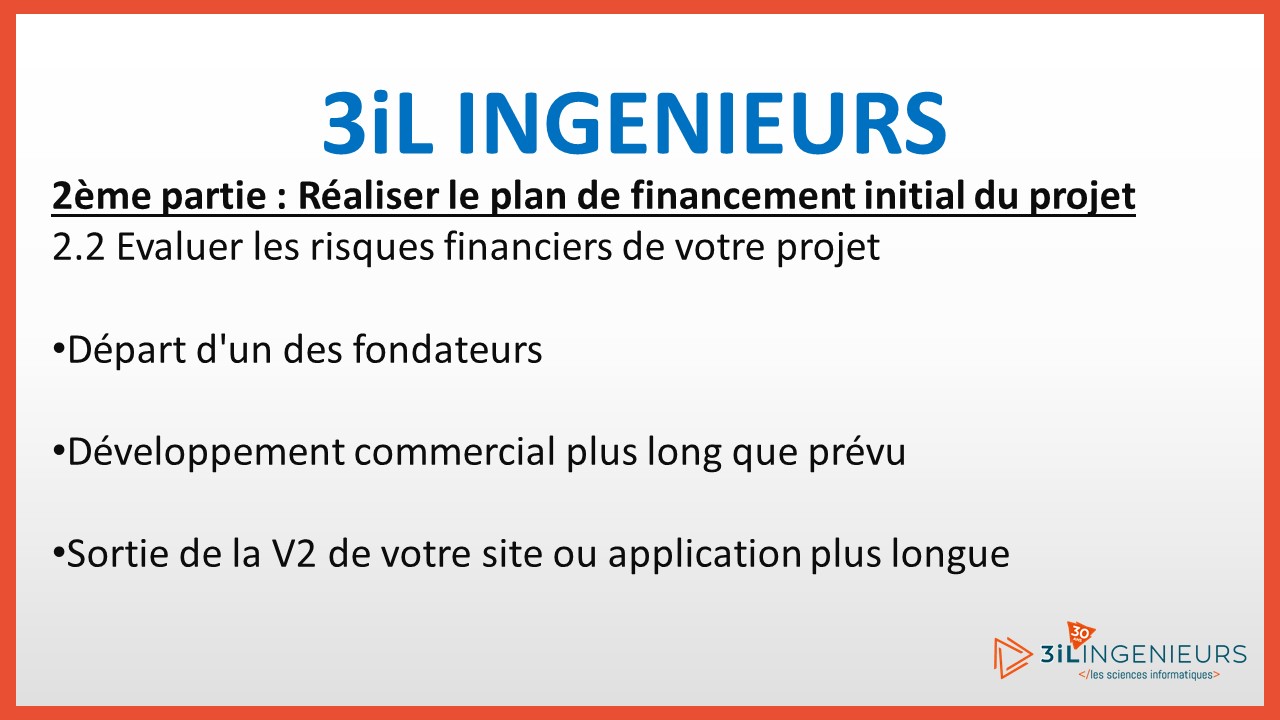 3iL INGENIEURS
2ème partie : Réaliser le plan de financement initial du projet
2.2 Evaluer les risques financiers de votre projet
•Départ d'un des fondateurs
•Développement commercial plus long que prévu
•Sortie de la V2 de votre site ou application plus longue
30
3iLINGENIEURS
</les sciences informatiques>